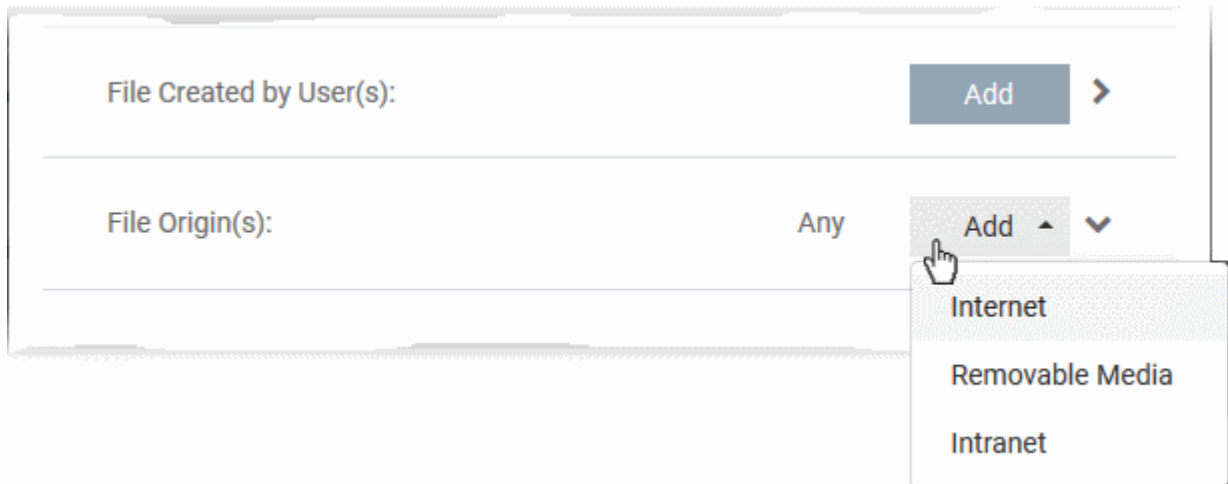 File Created by User(s): Add
File Origin(s): Any Add
Internet
Removable Media
Intranet